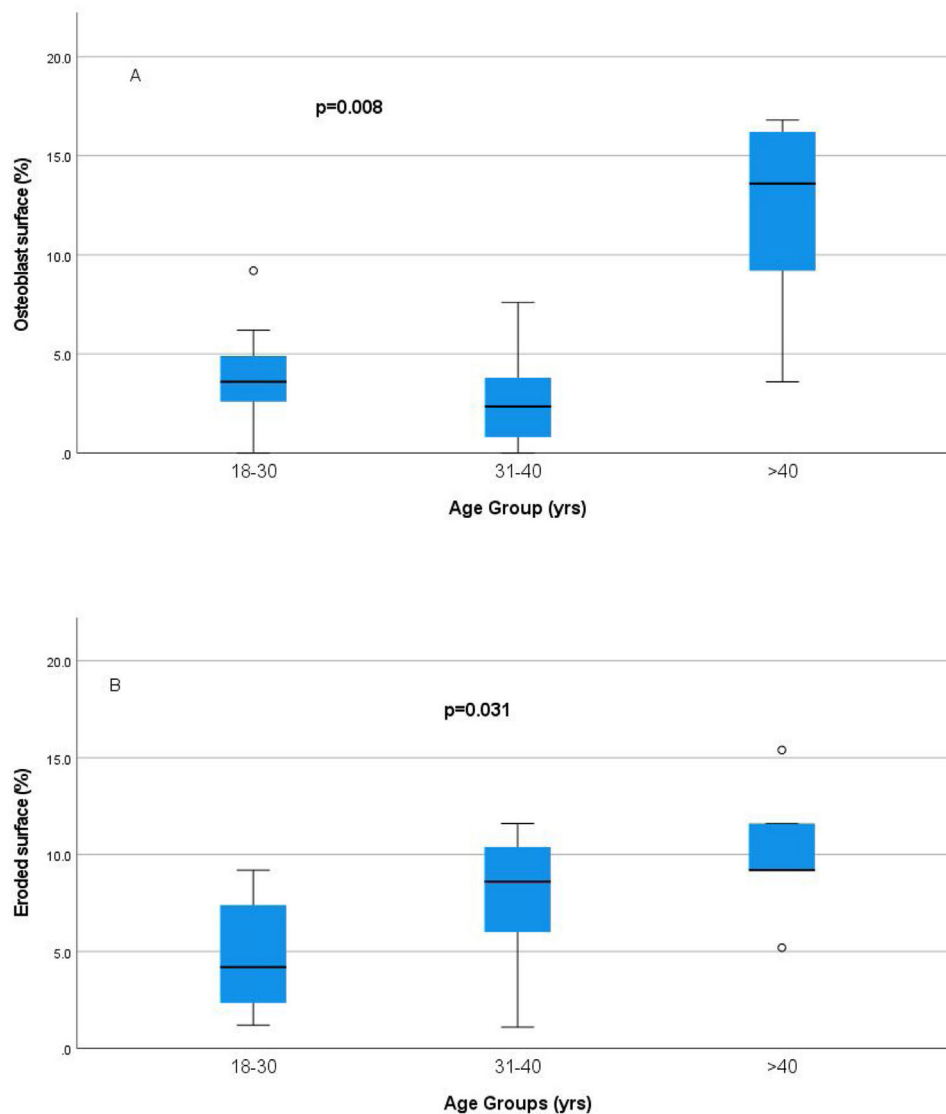 20.0
A
p=0.008
15.0
Osteoblast surface (%)
10.0
5.0
.0
18-30 31-40 >40
Age Group (yrs)
20.0
B
p=0.031
15.0
Eroded surface (%)
10.0
5.0
.0
18-30 31-40 >40
Age Groups (yrs)